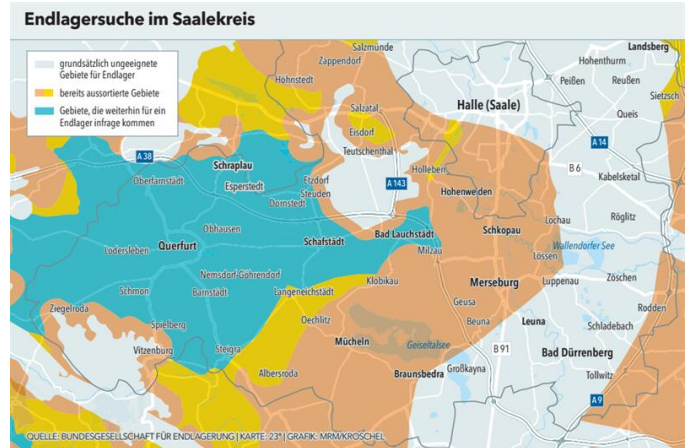 Endlagersuche im Saalekreis
grundsätzlich ungeeignete
Gebiete für Endlager
bereits aussortierte Gebiete
Gebiete, die weiterhin für ein
Endlager infrage kommen
Salzmünde
Zappendorf
Höhnstedt
Landsberg
Hohenthurm
Peißen
Reußen
Sietzsch
Halle (Saale)
Salzatal
Queis
Eisdorf
Teutschenthal
A 14
A 38
Schraplau
Holleben
B 6
Kabelsketal
Oberfarnstädt
Esperstedt
Etzdorf
Steuden
A 143
Hohenweiden
Dornstedt
Röglitz
Obhausen
Lochau
Schkopau
Bad Lauchstädt
Wallendorfer See
Querfurt
Schafstädt
Lodersleben
Milzau
Lossen
Nemsdorf-Göhrendorf
Klobikau
Merseburg
Luppenau
Zöschen
Schmon
Barnstädt
Langeneichstädt
Geusa
Rodden
Ziegelroda
Oechlitz
Beuna
Leuna
Schladebach
Spielberg
Mücheln
Geiseltalsee
Vitzenburg
Steigra
B 91
Bad Dürrenberg
Albersroda
Braunsbedra
Großkayna
Tollwitz
A 9
QUELLE: BUNDESGESELLSCHAFT FÜR ENDLAGERUNG | KARTE: 23° | GRAFIK: MRM/KROSCHEL